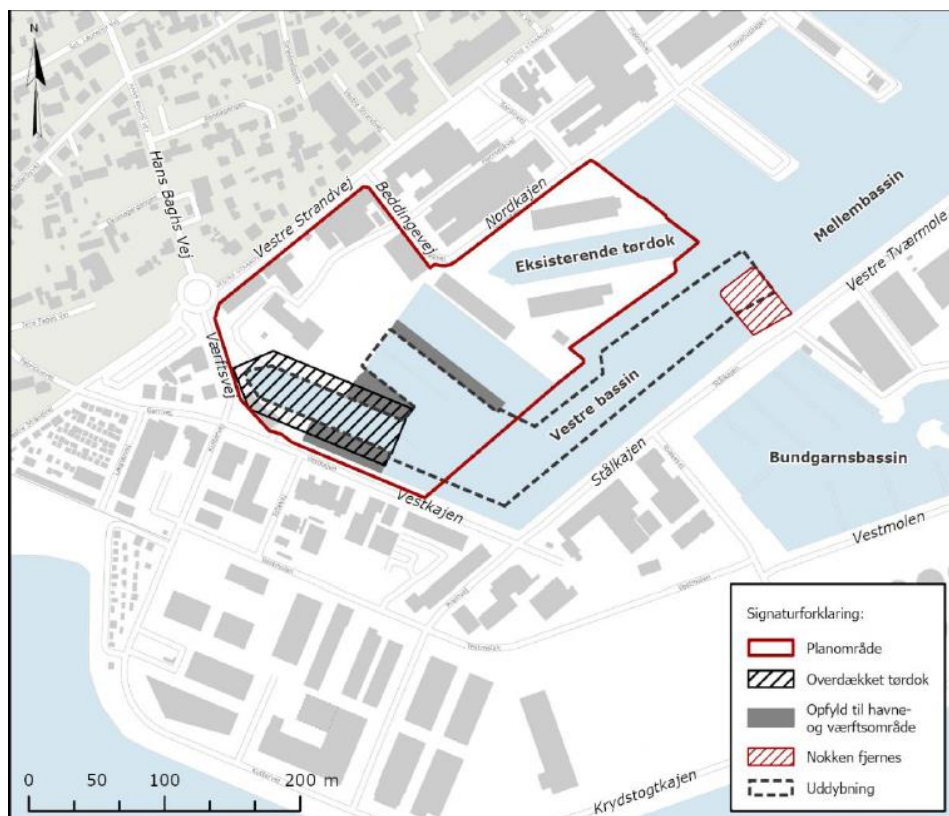 N
Hans Baghs Vej
Vestre Strandvej
Beddingevej
Nordkajen
Eksisterende tørdok
Mellembassin
Vestre Tværmole
Værftsvej
Vestre bassin
Stålkajen
Bundgarnsbassin
Vestkajen
Vestmolen
Krydstogtkajen
Signaturforklaring:
Planområde
Overdækket tørdok
Opfyld til havne-
og værftsområde
Nokken fjernes
Uddybning
0 50 100 200 m